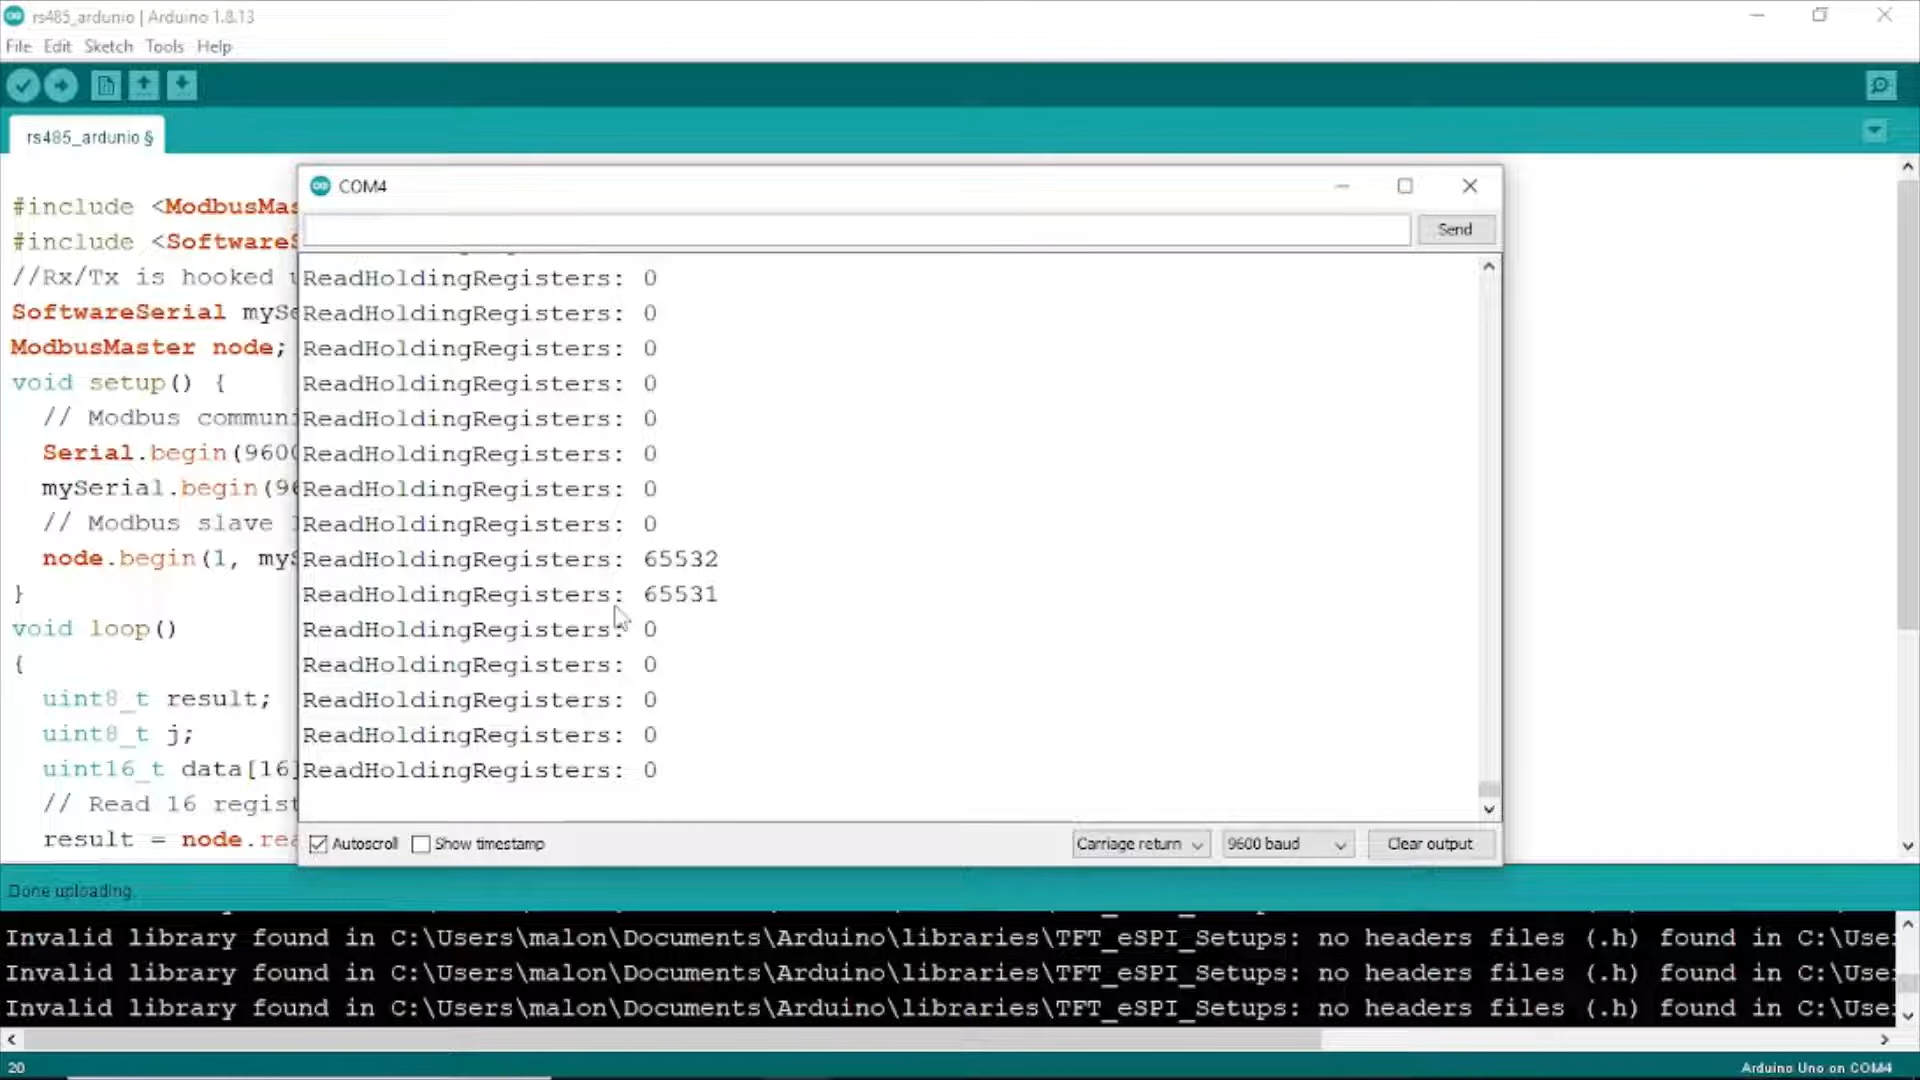 rs485_ardunio | Arduino 1.8.13
File Edit Sketch Tools Help
rs485_ardunio §
#include <ModbusMas
#include <SoftwareS
//Rx/Tx is hooked
SoftwareSerial mySe
ModbusMaster node;
void setup() {
// Modbus communi
Serial.begin(9600
mySerial.begin(96
// Modbus slave
node.begin(1, myS
}
void loop()
{
uint8_t result;
uint8_t j;
uint16_t data[16]
// Read 16 regist
result = node.rea
COM4
Send
ReadHoldingRegisters: 0
ReadHoldingRegisters: 0
ReadHoldingRegisters: 0
ReadHoldingRegisters: 0
ReadHoldingRegisters: 0
ReadHoldingRegisters: 0
ReadHoldingRegisters: 0
ReadHoldingRegisters: 0
ReadHoldingRegisters: 65532
ReadHoldingRegisters: 65531
ReadHoldingRegisters: 0
ReadHoldingRegisters: 0
ReadHoldingRegisters: 0
ReadHoldingRegisters: 0
ReadHoldingRegisters: 0
Autoscroll Show timestamp Carriage return 9600 baud Clear output
Done uploading.
Invalid library found in C:\Users\malon\Documents\Arduino\libraries\TFT_eSPI_Setups: no headers files (.h) found in C:\Use
Invalid library found in C:\Users\malon\Documents\Arduino\libraries\TFT_eSPI_Setups: no headers files (.h) found in C:\Use
Invalid library found in C:\Users\malon\Documents\Arduino\libraries\TFT_eSPI_Setups: no headers files (.h) found in C:\Use
20 Arduino Uno on COM4